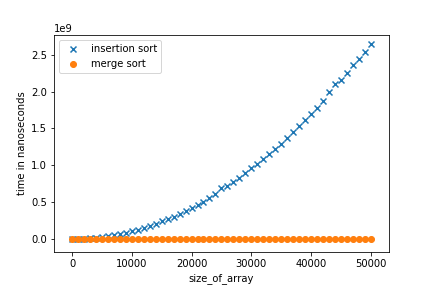 1e9
insertion sort
merge sort
2.5
2.0
1.5
1.0
0.5
0.0
time in nanoseconds
0 10000 20000 30000 40000 50000
size_of_array